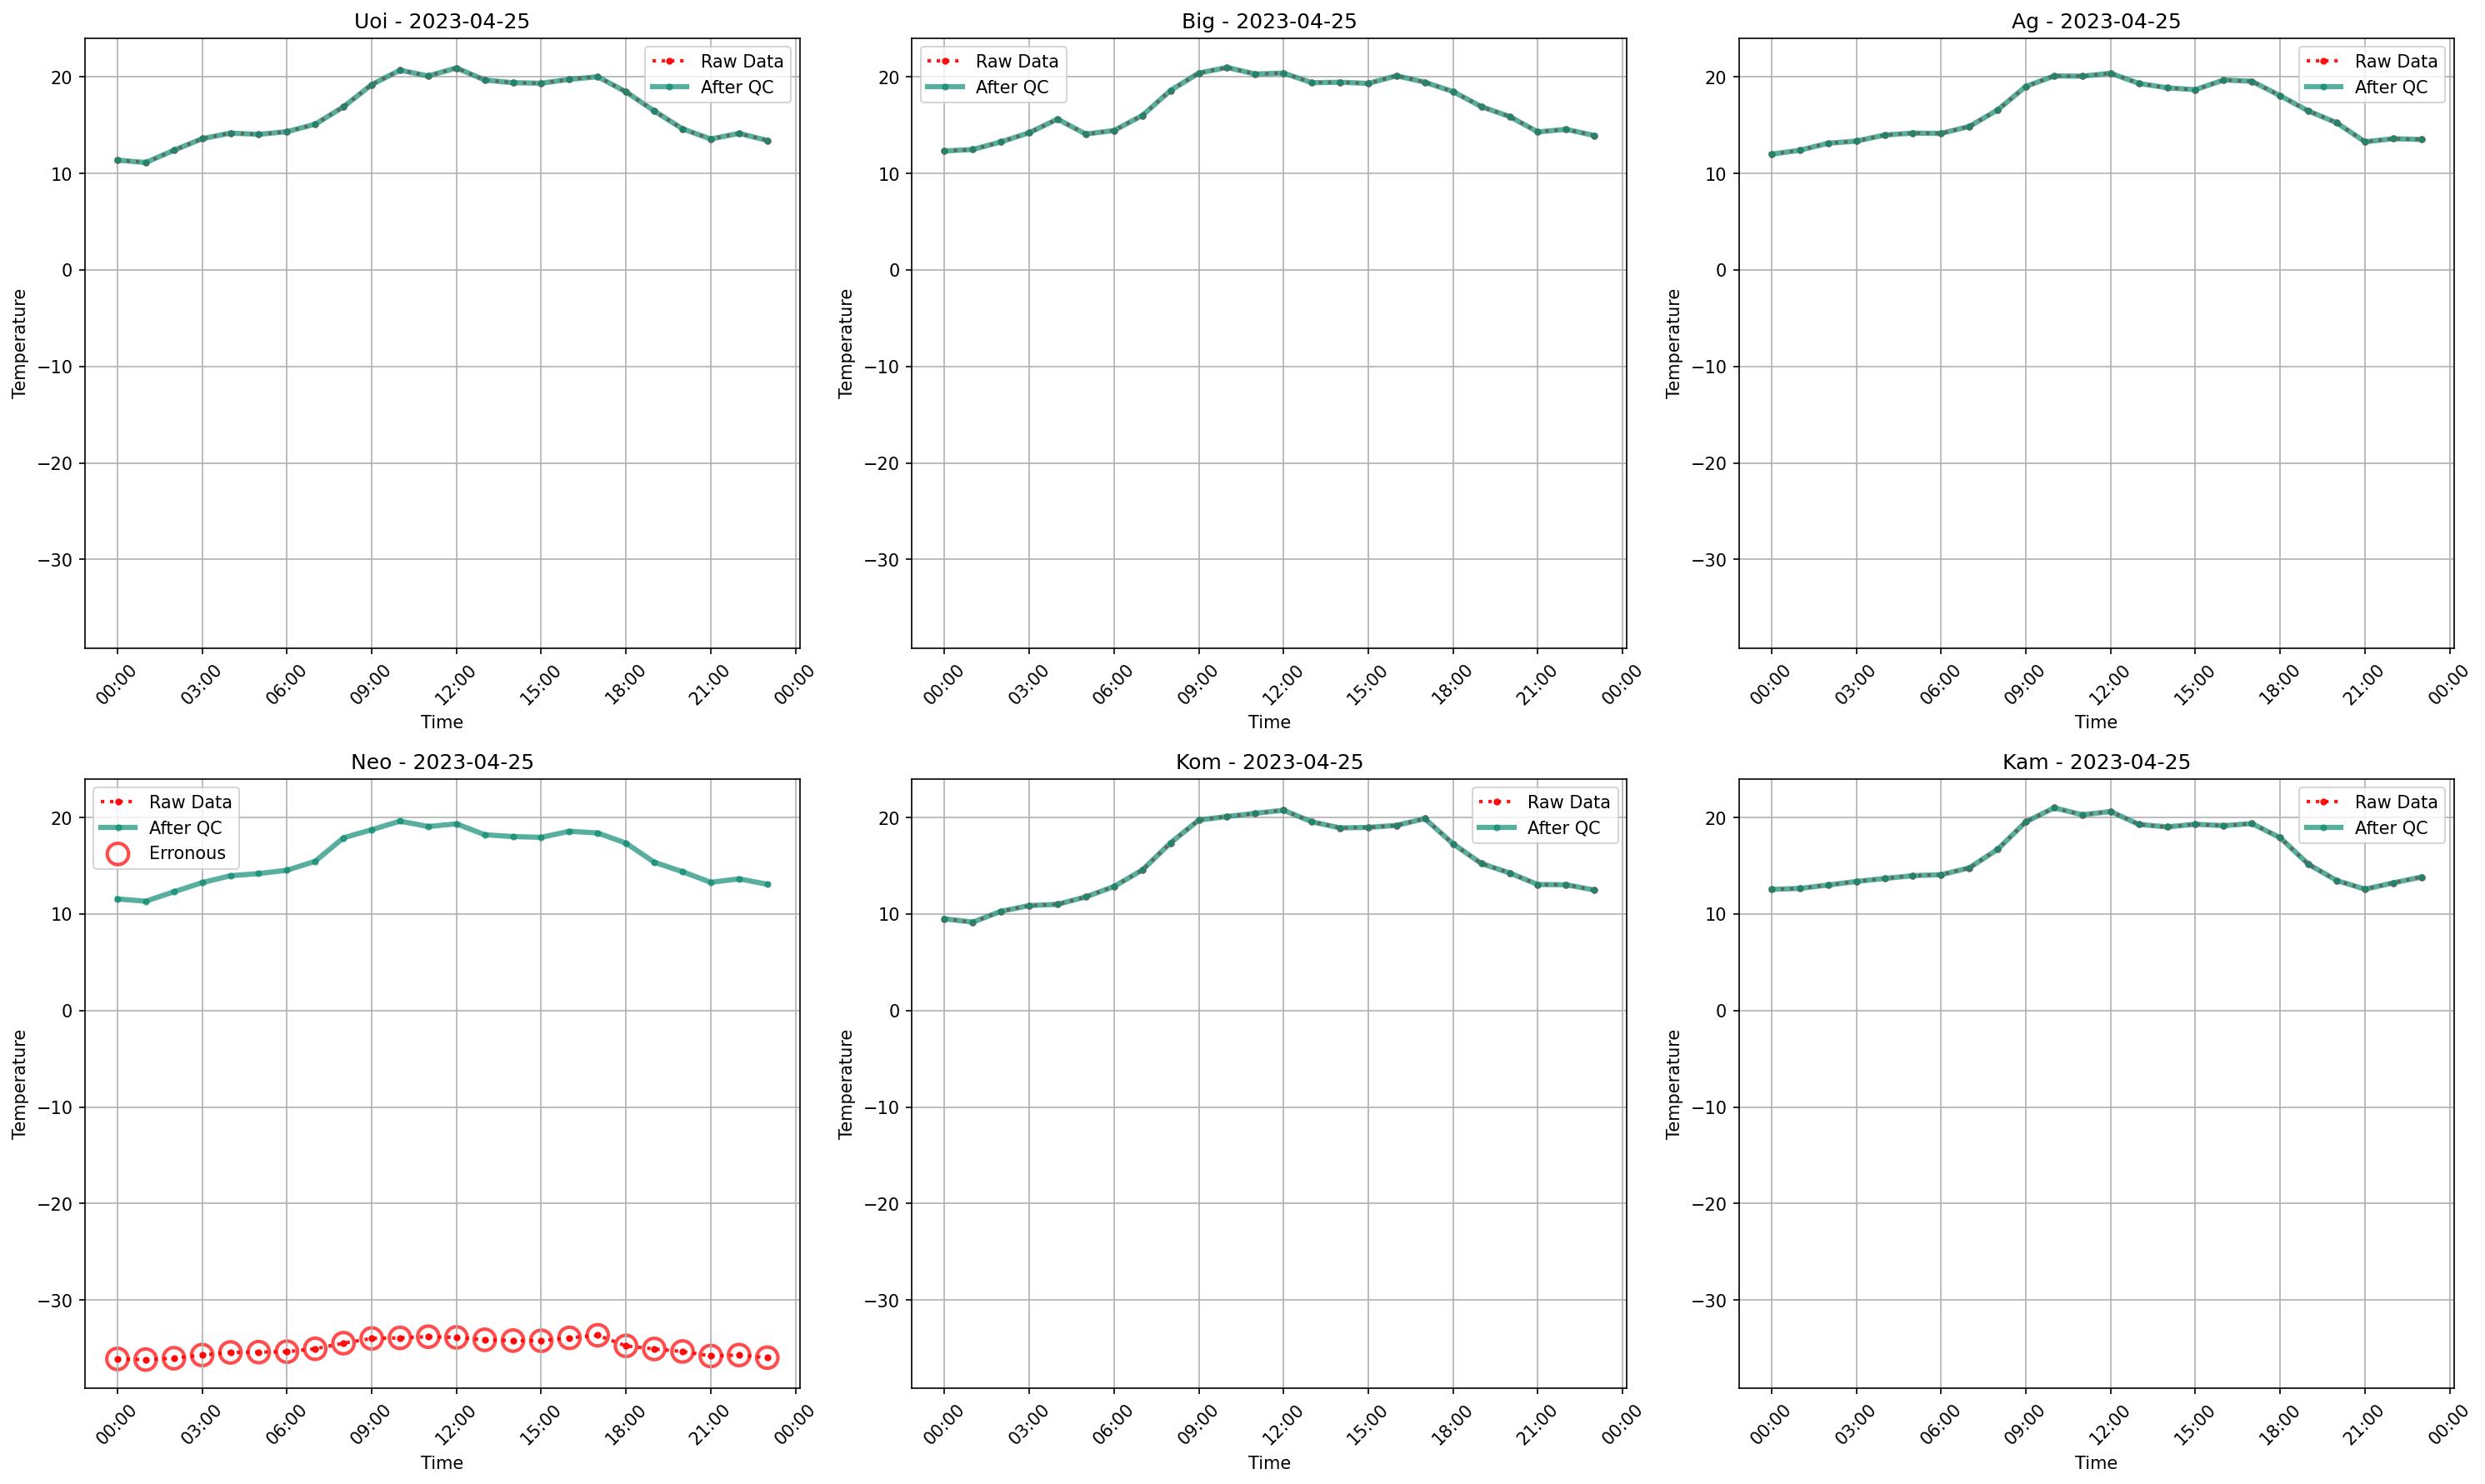 Uoi - 2023-04-25
Raw Data
After QC
20
10
0
−10
−20
−30
Temperature
00:00
03:00
06:00
09:00
12:00
15:00
18:00
21:00
00:00
Time
Big - 2023-04-25
Raw Data
After QC
20
10
0
−10
−20
−30
Temperature
00:00
03:00
06:00
09:00
12:00
15:00
18:00
21:00
00:00
Time
Ag - 2023-04-25
Raw Data
After QC
20
10
0
−10
−20
−30
Temperature
00:00
03:00
06:00
09:00
12:00
15:00
18:00
21:00
00:00
Time
Neo - 2023-04-25
Raw Data
After QC
Erronous
20
10
0
−10
−20
−30
Temperature
00:00
03:00
06:00
09:00
12:00
15:00
18:00
21:00
00:00
Time
Kom - 2023-04-25
Raw Data
After QC
20
10
0
−10
−20
−30
Temperature
00:00
03:00
06:00
09:00
12:00
15:00
18:00
21:00
00:00
Time
Kam - 2023-04-25
Raw Data
After QC
20
10
0
−10
−20
−30
Temperature
00:00
03:00
06:00
09:00
12:00
15:00
18:00
21:00
00:00
Time